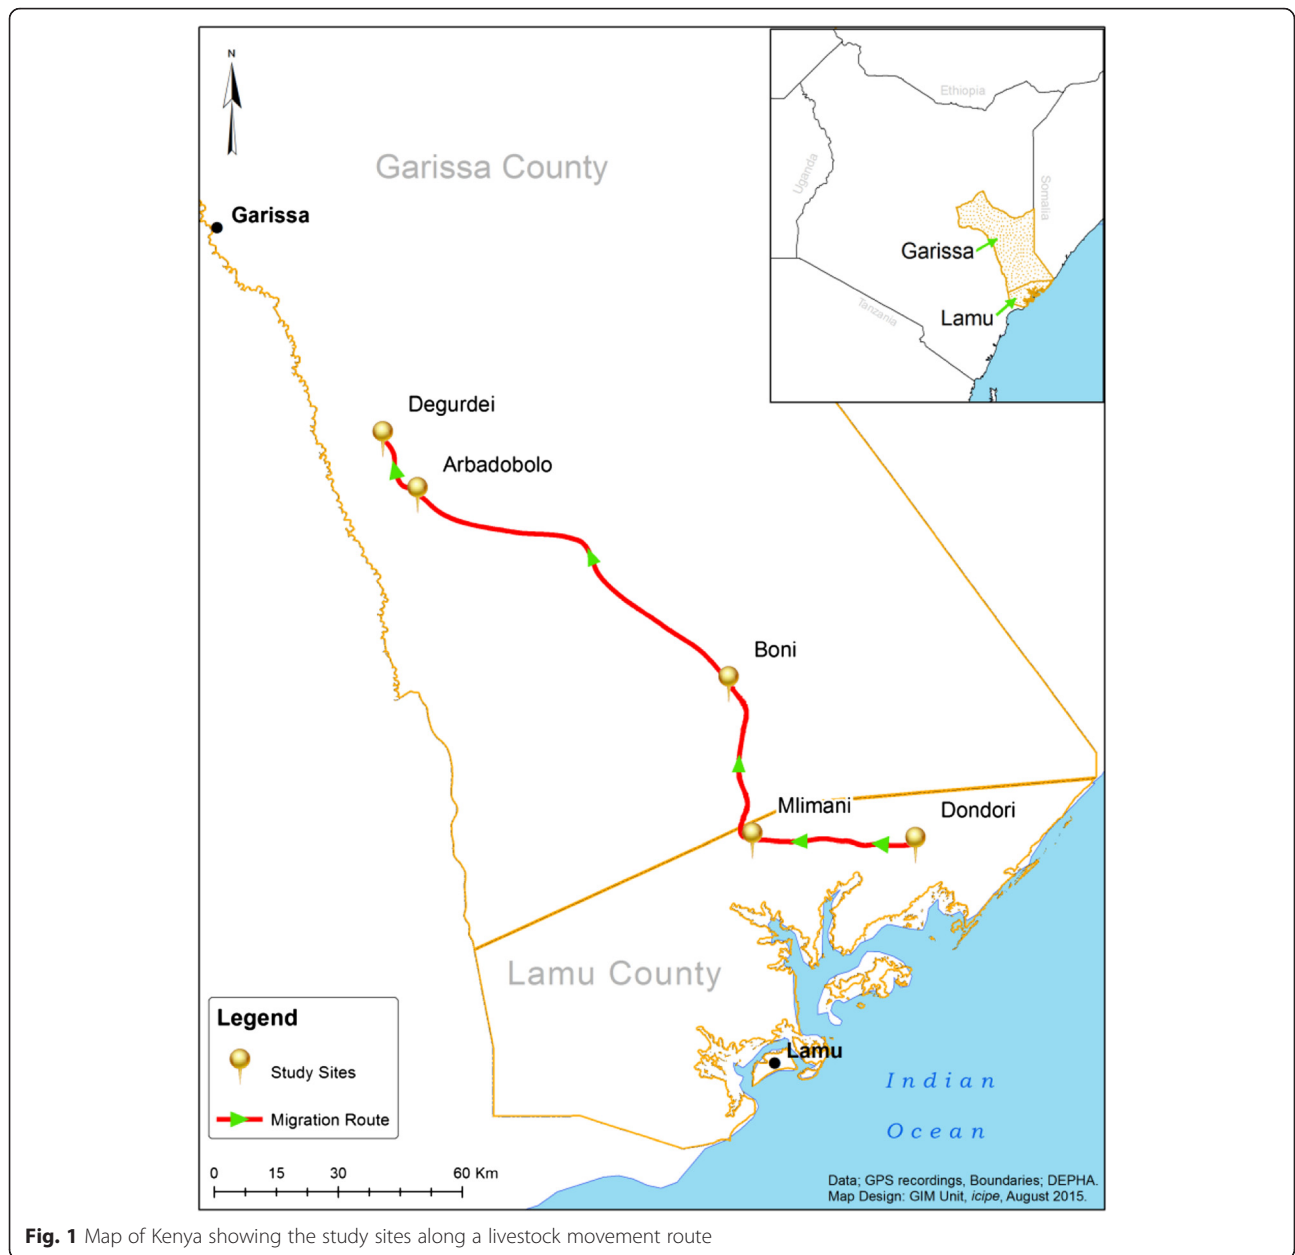 N
Garissa County
Garissa
Ethiopia
Uganda
Somalia
Garissa
Lamu
Tanzania
Degurdei
Arbadobolo
Boni
Mlimani
Dondori
Lamu County
Lamu
Indian
Ocean
Legend
Study Sites
Migration Route
0 15 30 60 Km
Data; GPS recordings, Boundaries; DEPHA.
Map Design: GIM Unit, icipe, August 2015.
Fig. 1 Map of Kenya showing the study sites along a livestock movement route